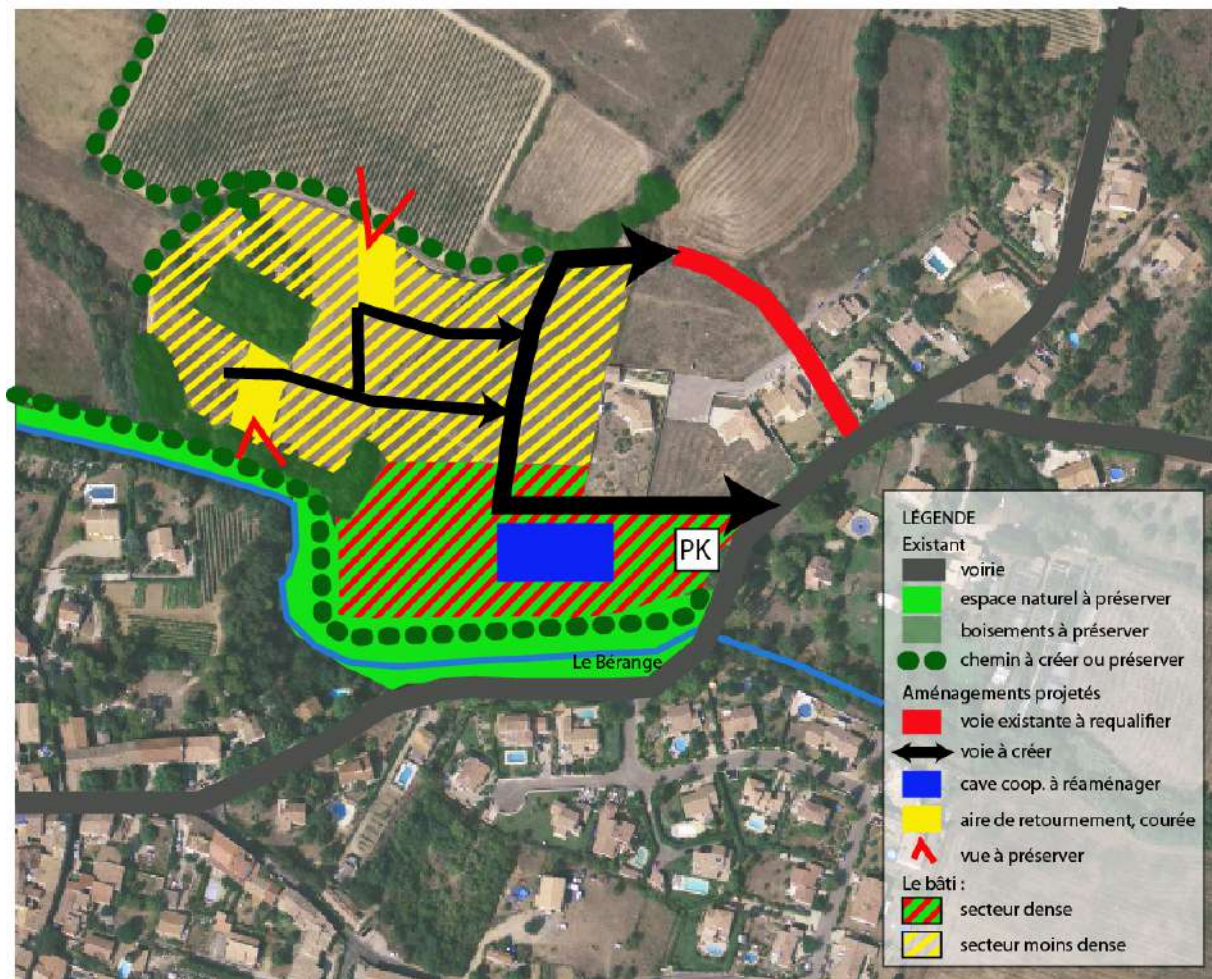 PK
Le Bérange
LÉGENDE
Existant
voirie
espace naturel à préserver
boisements à préserver
chemin à créer ou préserver
Aménagements projetés
voie existante à requalifier
voie à créer
cave coop. à réaménager
aire de retournement, courée
vue à préserver
Le bâti :
secteur dense
secteur moins dense